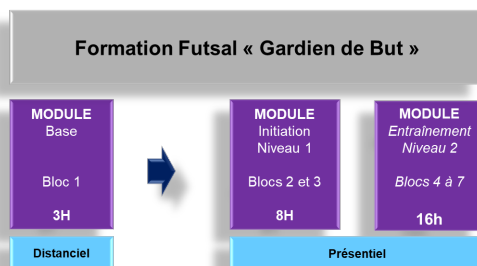 Formation Futsal « Gardien de But »
MODULE
Base
Bloc 1
3H
MODULE
Initiation
Niveau 1
Blocs 2 et 3
8H
MODULE
Entraînement
Niveau 2
Blocs 4 à 7
16h
Distanciel
Présentiel